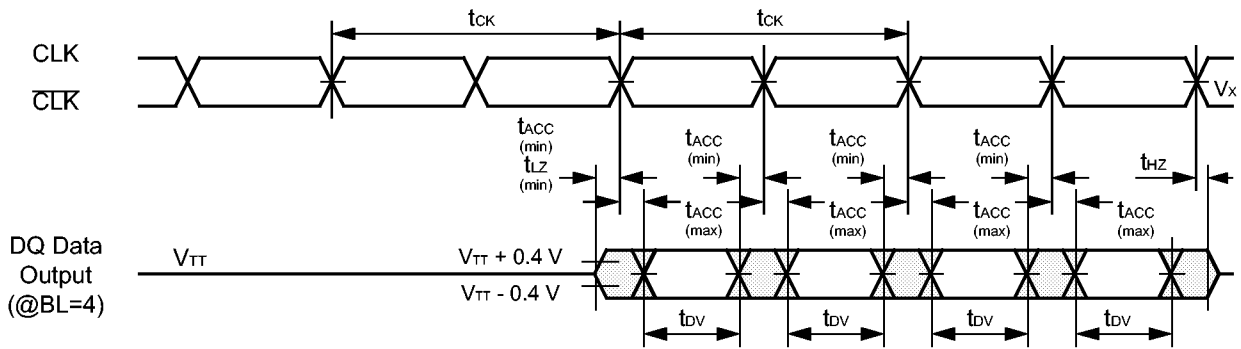 tCK tCK
CLK
CLK
VX
tACC
(min)
tLZ
(min)
tACC
(min)
tACC
(min)
tACC
(min)
tHZ
tACC
(max)
tACC
(max)
tACC
(max)
tACC
(max)
DQ Data
Output
(@BL=4)
VTT
VTT + 0.4 V
VTT - 0.4 V
tDV tDV tDV tDV